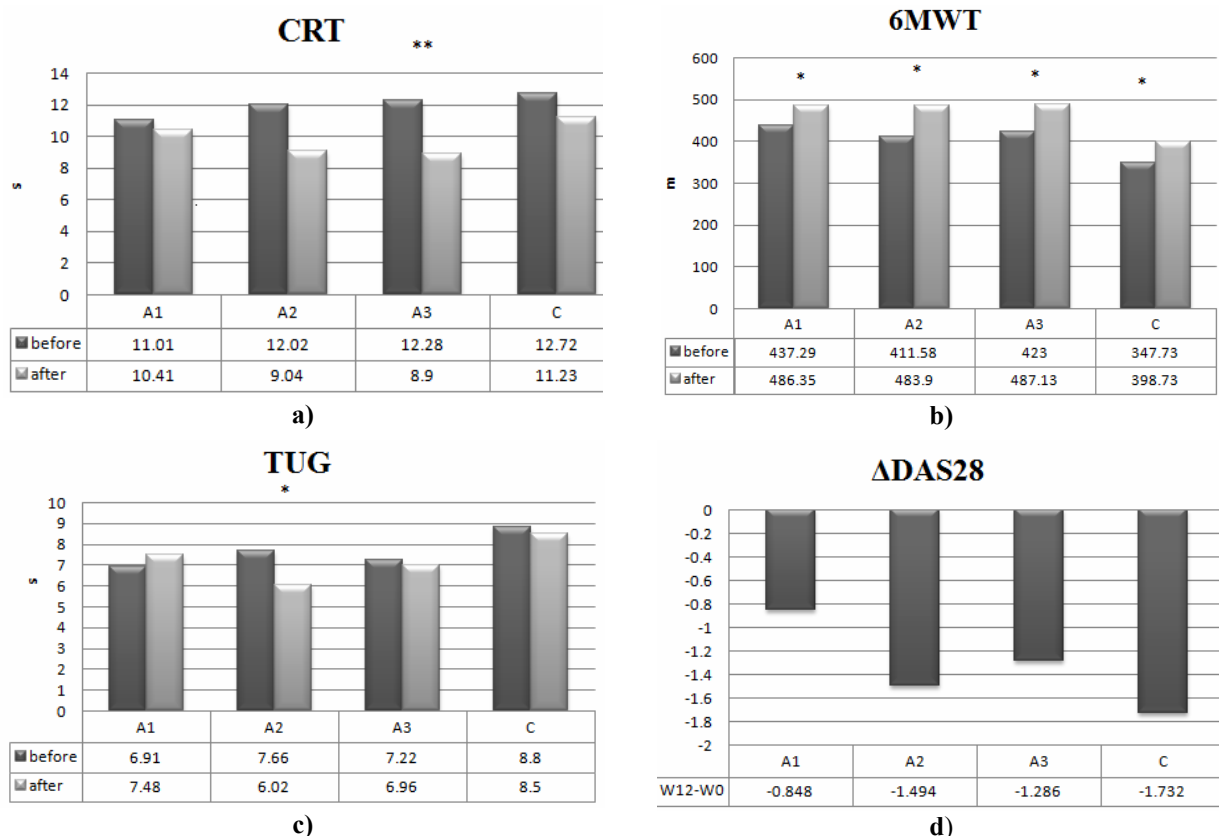 CRT
**
14
12
10
8
6
4
2
0
s
A1 A2 A3 C
before 11.01 12.02 12.28 12.72
after 10.41 9.04 8.9 11.23
a)
6MWT
* * * *
600
500
400
300
200
100
0
m
A1 A2 A3 C
before 437.29 411.58 423 347.73
after 486.35 483.9 487.13 398.73
b)
TUG
*
10
9
8
7
6
5
4
3
2
1
0
s
A1 A2 A3 C
before 6.91 7.66 7.22 8.8
after 7.48 6.02 6.96 8.5
c)
ΔDAS28
0
-0.2
-0.4
-0.6
-0.8
-1
-1.2
-1.4
-1.6
-1.8
-2
A1 A2 A3 C
W12-W0 -0.848 -1.494 -1.286 -1.732
d)